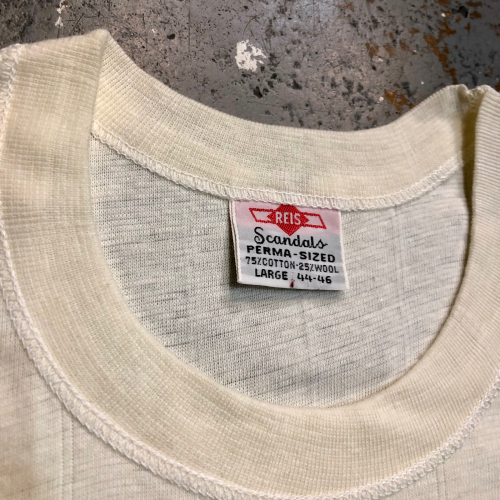 REIS
Scandals
PERMA-SIZED
75%COTTON-25%WOOL
LARGE 44-46